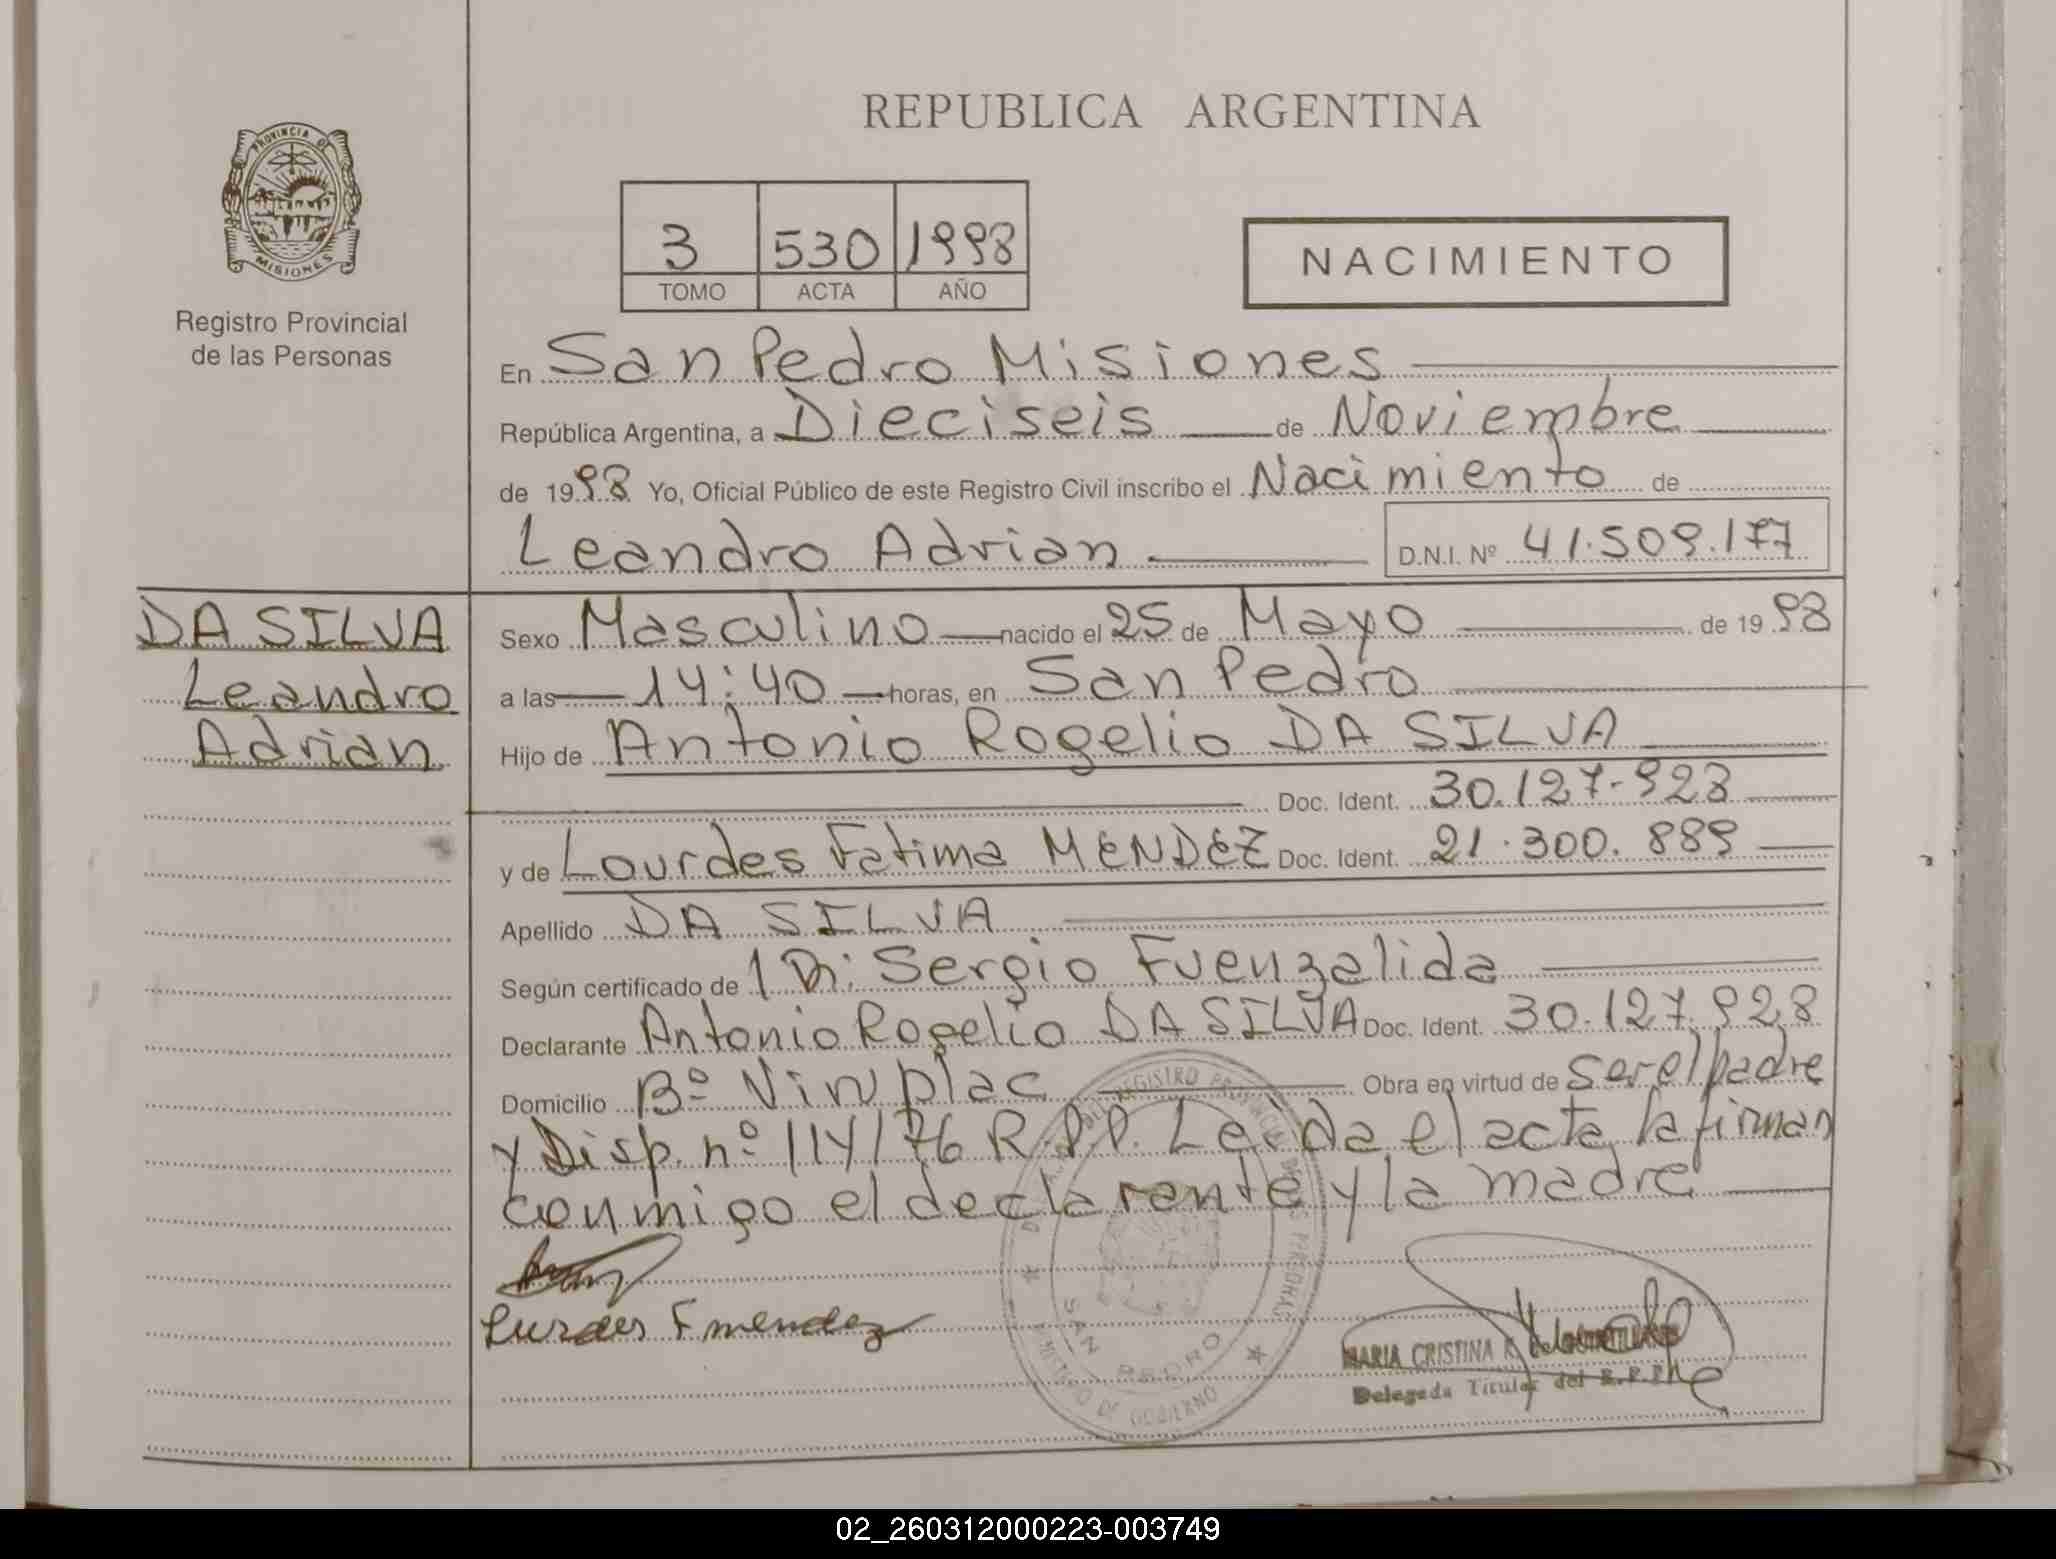 REPUBLICA ARGENTINA
PROVINCIA DE
MISIONES
Registro Provincial
de las Personas
3 530 1998
TOMO ACTA AÑO
NACIMIENTO
En San Pedro Misiones
República Argentina, a Dieciseis de Noviembre
de 1998 Yo, Oficial Público de este Registro Civil inscribo el Nacimiento de
Leandro Adrian D.N.I. Nº 41.509.177
DA SILVA
Leandro
Adrian
Sexo Masculino nacido el 25 de Mayo de 1998
a las 14:40 horas, en San Pedro
Hijo de Antonio Rogelio DA SILVA
Doc. Ident. 30.127.928
y de Lourdes Fatima MENDEZ Doc. Ident. 21.300.889
Apellido DA SILVA
Según certificado de 1 Dr. Sergio Fuenzalida
Declarante Antonio Rogelio DA SILVA Doc. Ident. 30.127.928
Domicilio Bº Vinplac Obra en virtud de ser el padre
y Disp. nº 114/76 R.P.P. Leida el acta la firman
conmigo el declarante y la madre
Lurdes F mendez
REGISTRO PROVINCIAL DE LAS PERSONAS
SAN PEDRO
MINISTERIO DE GOBIERNO
MARIA CRISTINA
Delegada Titular del R.P.P.
02_260312000223-003749